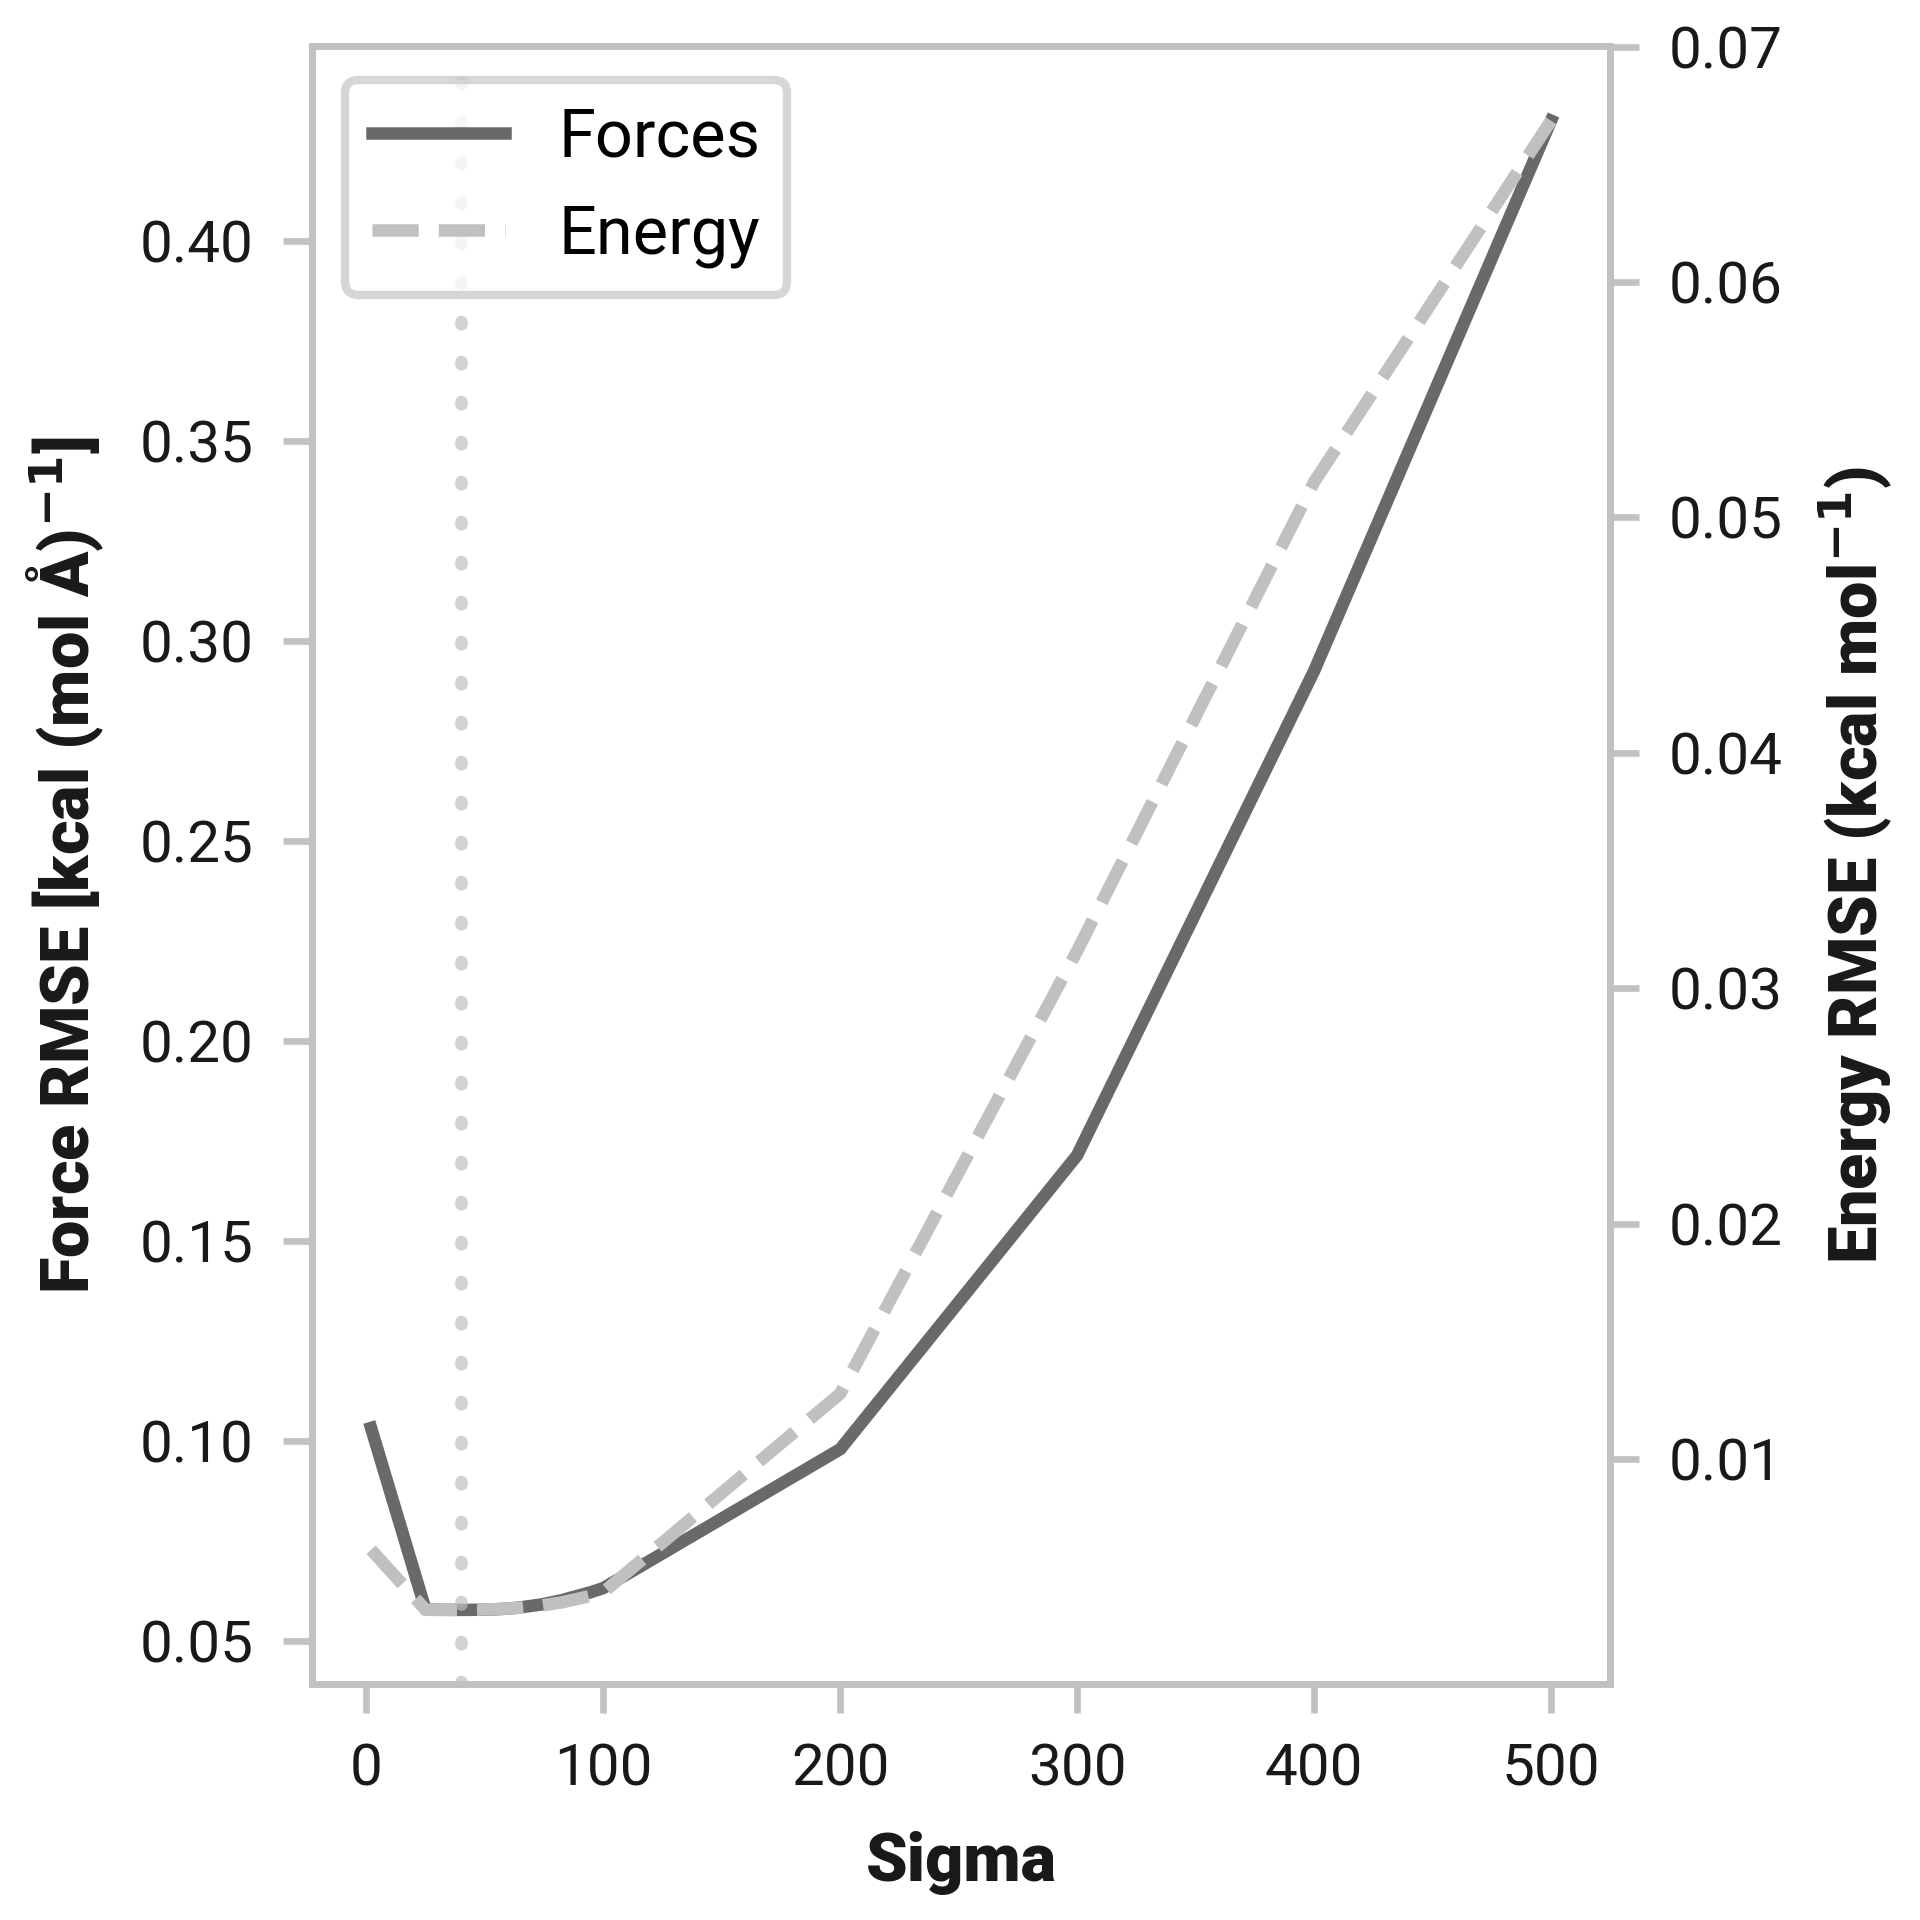 Forces
Energy
0.40
0.35
0.30
0.25
0.20
0.15
0.10
0.05
Force RMSE [kcal (mol Å)⁻¹]
0.07
0.06
0.05
0.04
0.03
0.02
0.01
Energy RMSE (kcal mol⁻¹)
0 100 200 300 400 500
Sigma